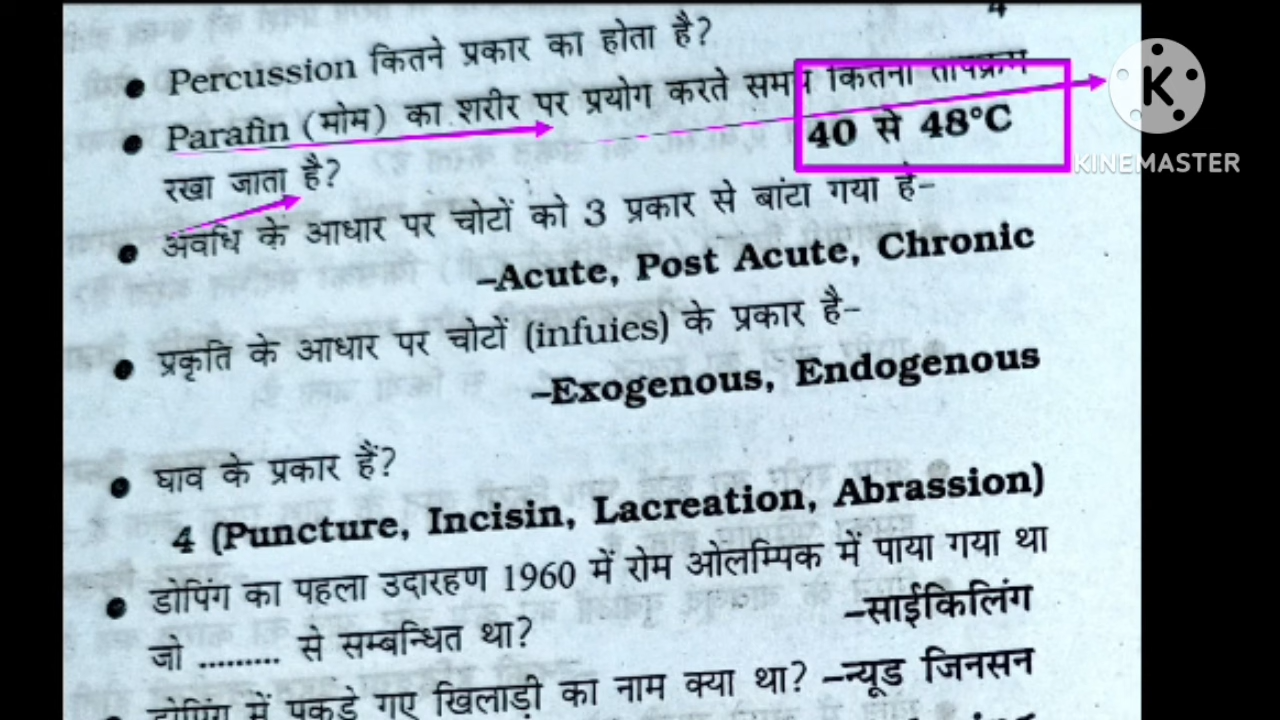 4
Percussion कितने प्रकार का होता है?
Parafin (मोम) का शरीर पर प्रयोग करते समय कितना तापक्रम
रखा जाता है?
40 से 48°C
अवधि के आधार पर चोटों को 3 प्रकार से बांटा गया है-
-Acute, Post Acute, Chronic
प्रकृति के आधार पर चोटों (infuies) के प्रकार है-
-Exogenous, Endogenous
घाव के प्रकार हैं?
4 (Puncture, Incisin, Lacreation, Abrassion)
डोपिंग का पहला उदारहण 1960 में रोम ओलम्पिक में पाया गया था
जो ......... से सम्बन्धित था?
-साईकिलिंग
डोपिंग में पकड़े गए खिलाड़ी का नाम क्या था? -न्यूड जिनसन
K
KINEMASTER